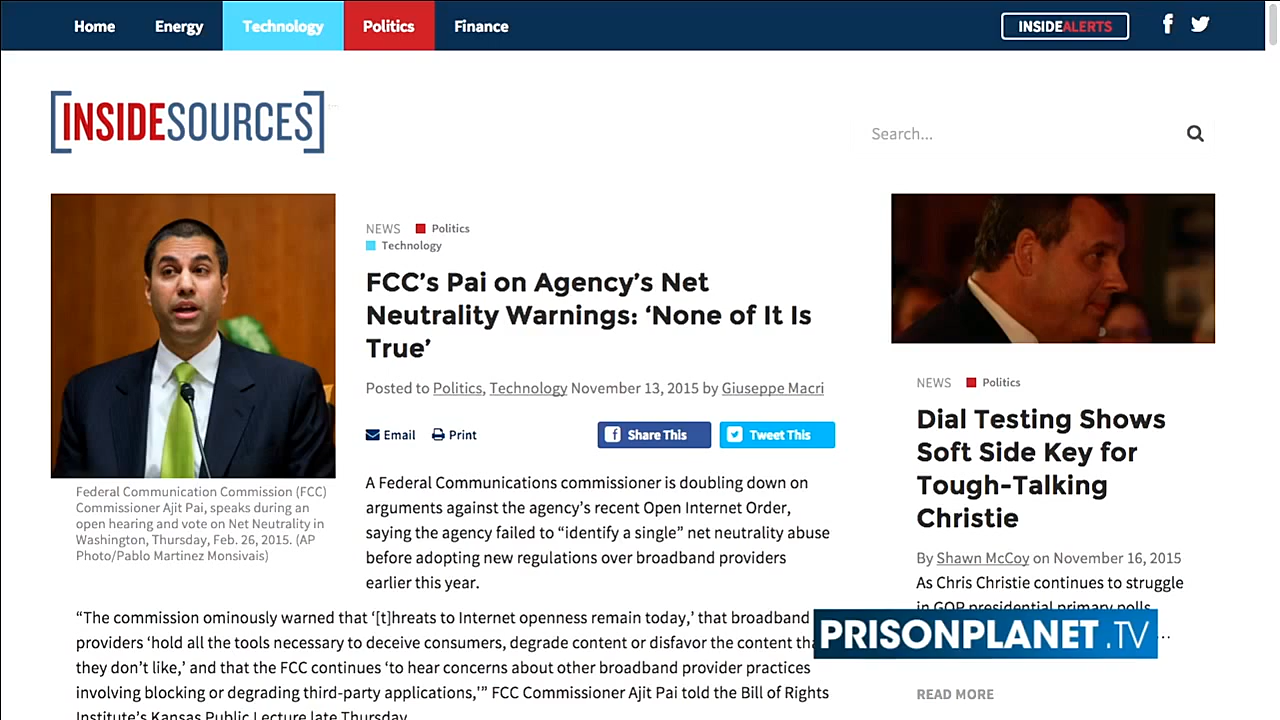 Home Energy Technology Politics Finance INSIDEALERTS
[INSIDESOURCES]
Search...
Federal Communication Commission (FCC)
Commissioner Ajit Pai, speaks during an
open hearing and vote on Net Neutrality in
Washington, Thursday, Feb. 26, 2015. (AP
Photo/Pablo Martinez Monsivais)
NEWS Politics
Technology
FCC’s Pai on Agency’s Net
Neutrality Warnings: ‘None of It Is
True’
Posted to Politics, Technology November 13, 2015 by Giuseppe Macri
Email Print Share This Tweet This
A Federal Communications commissioner is doubling down on
arguments against the agency’s recent Open Internet Order,
saying the agency failed to “identify a single” net neutrality abuse
before adopting new regulations over broadband providers
earlier this year.
“The commission ominously warned that ‘[t]hreats to Internet openness remain today,’ that broadband
providers ‘hold all the tools necessary to deceive consumers, degrade content or disfavor the content
they don’t like,’ and that the FCC continues ‘to hear concerns about other broadband provider practices
involving blocking or degrading third-party applications,’” FCC Commissioner Ajit Pai told the Bill of Rights
Institute’s Kansas Public Lecture late Thursday.
NEWS Politics
Dial Testing Shows
Soft Side Key for
Tough-Talking
Christie
By Shawn McCoy on November 16, 2015
As Chris Christie continues to struggle
in GOP presidential primary polls,
...
READ MORE
PRISONPLANET.TV